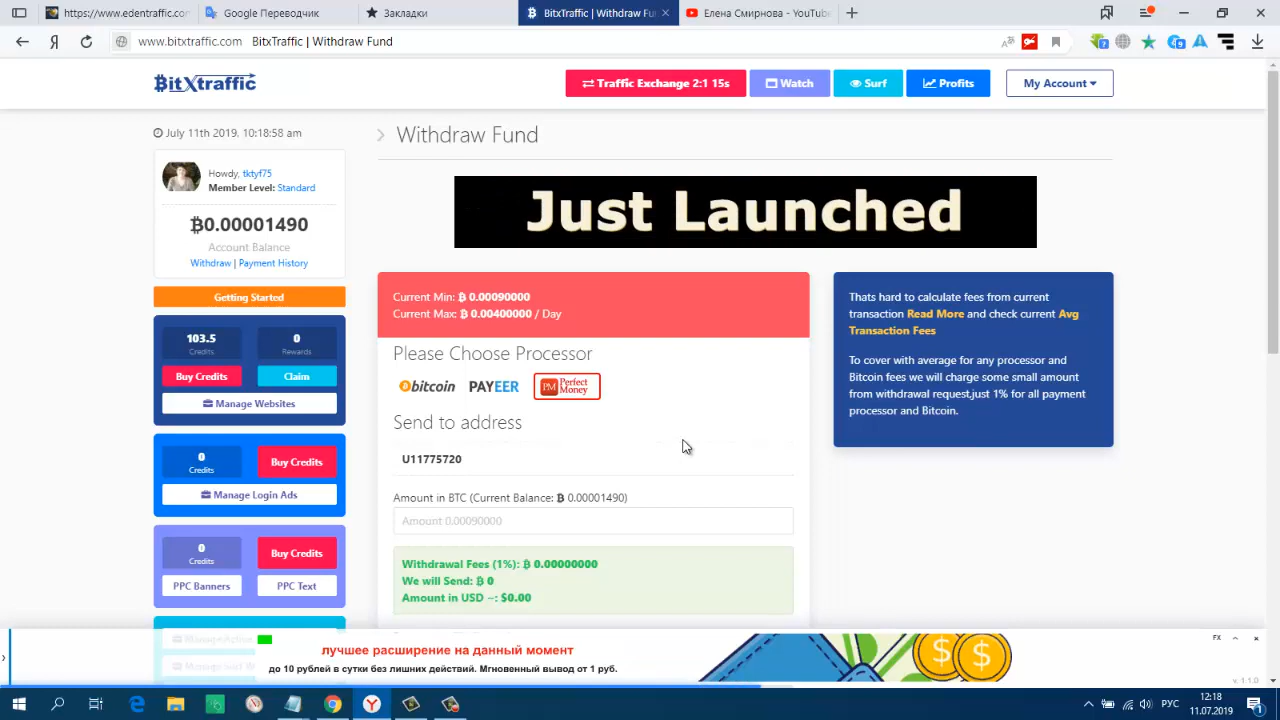 https://www.edentpor
Google Переводчик
Закладки
BitXTraffic | Withdraw Fu
Елена Смирнова - YouTube
www.bitxtraffic.com BitXTraffic | Withdraw Fund
BitXtraffic
Traffic Exchange 2:1 15s
Watch
Surf
Profits
My Account
July 11th 2019. 10:18:58 am
Howdy, tktyf75
Member Level: Standard
₿0.00001490
Account Balance
Withdraw | Payment History
Getting Started
103.5
Credits
0
Rewards
Buy Credits
Claim
Manage Websites
0
Credits
Buy Credits
Manage Login Ads
0
Credits
Buy Credits
PPC Banners
PPC Text
Withdraw Fund
Just Launched
Current Min: ₿ 0.00090000
Current Max: ₿ 0.00400000 / Day
Please Choose Processor
bitcoin
PAYEER
PM Perfect Money
Send to address
U11775720
Amount in BTC (Current Balance: ₿ 0.00001490)
Amount 0.00090000
Withdrawal Fees (1%): ₿ 0.00000000
We will Send: ₿ 0
Amount in USD ~: $0.00
Thats hard to calculate fees from current
transaction Read More and check current Avg
Transaction Fees
To cover with average for any processor and
Bitcoin fees we will charge some small amount
from withdrawal request,just 1% for all payment
processor and Bitcoin.
лучшее расширение на данный момент
до 10 рублей в сутки без лишних действий. Мгновенный вывод от 1 руб.
FX
v. 1.1.0
РУС
12:18
11.07.2019